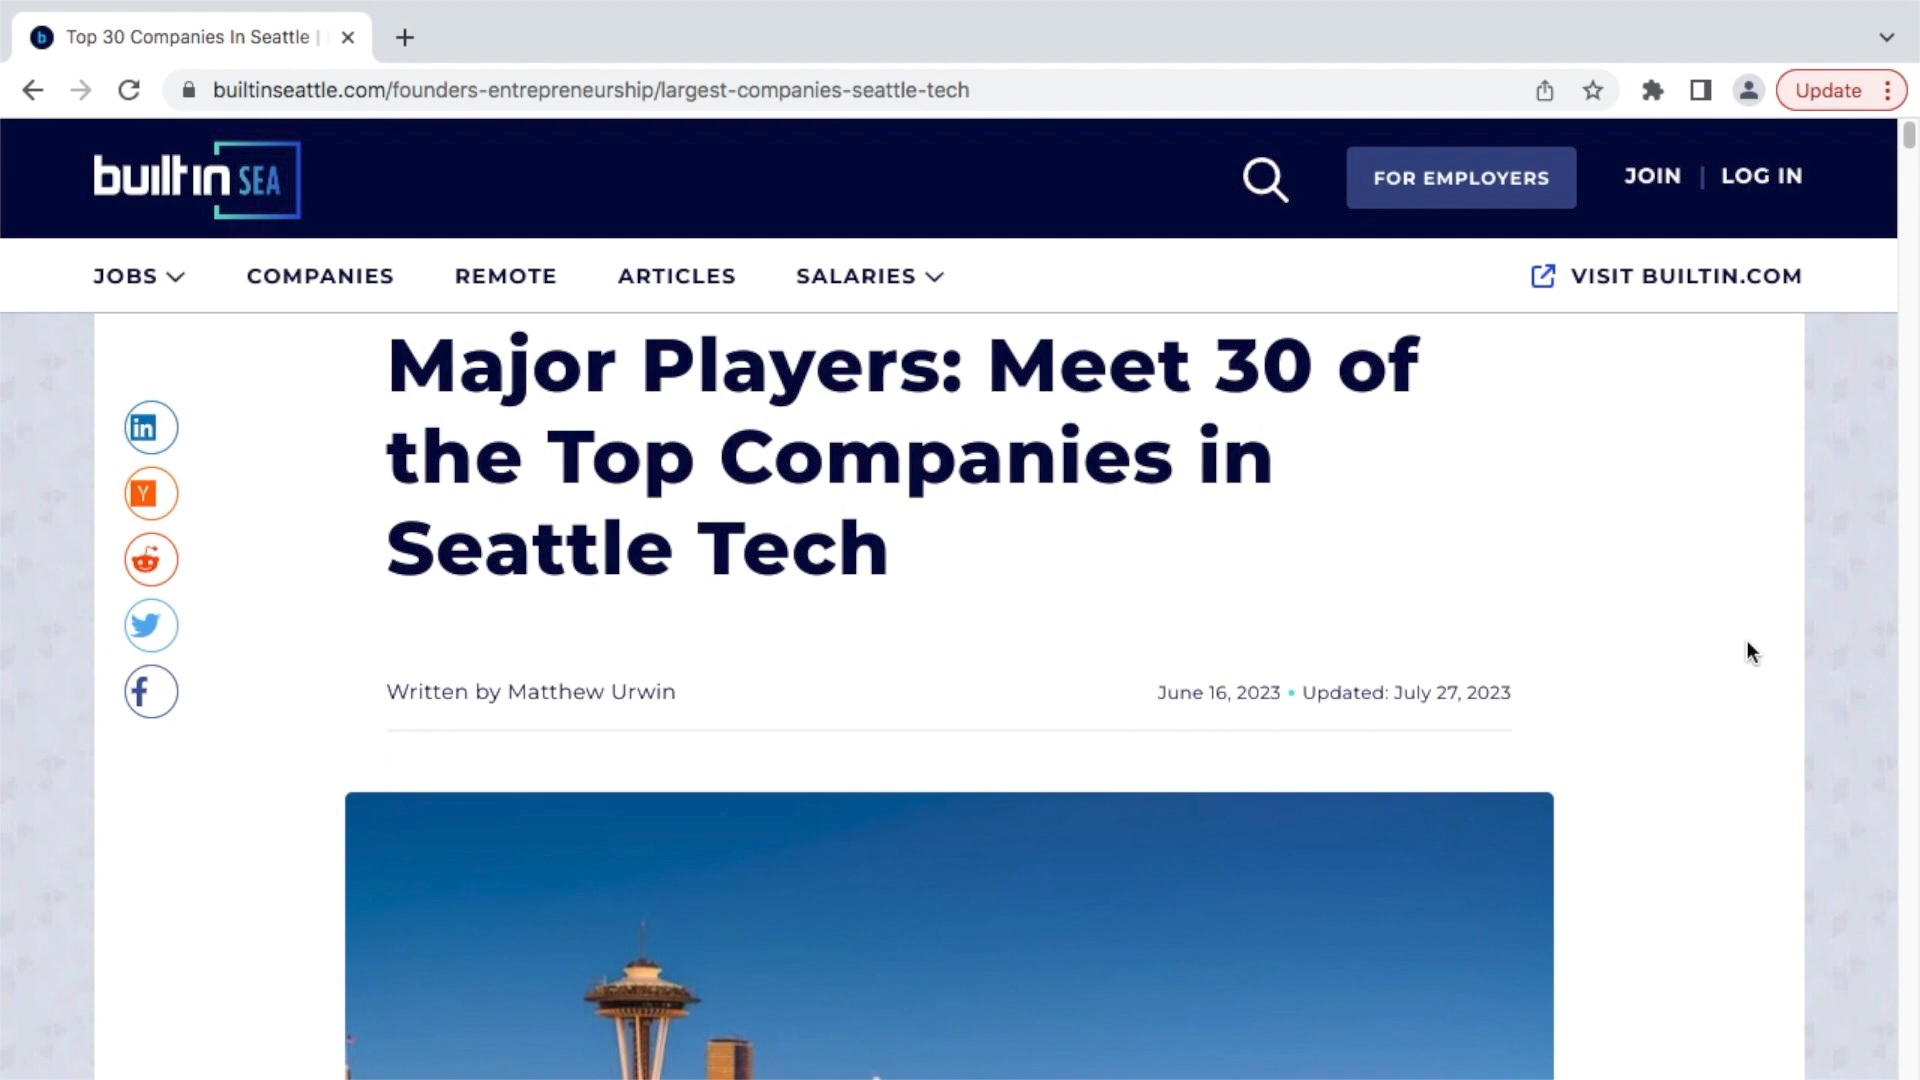 Top 30 Companies In Seattle |
builtinseattle.com/founders-entrepreneurship/largest-companies-seattle-tech
Update
builtin SEA
FOR EMPLOYERS
JOIN | LOG IN
JOBS
COMPANIES
REMOTE
ARTICLES
SALARIES
VISIT BUILTIN.COM
Major Players: Meet 30 of
the Top Companies in
Seattle Tech
Written by Matthew Urwin
June 16, 2023 • Updated: July 27, 2023